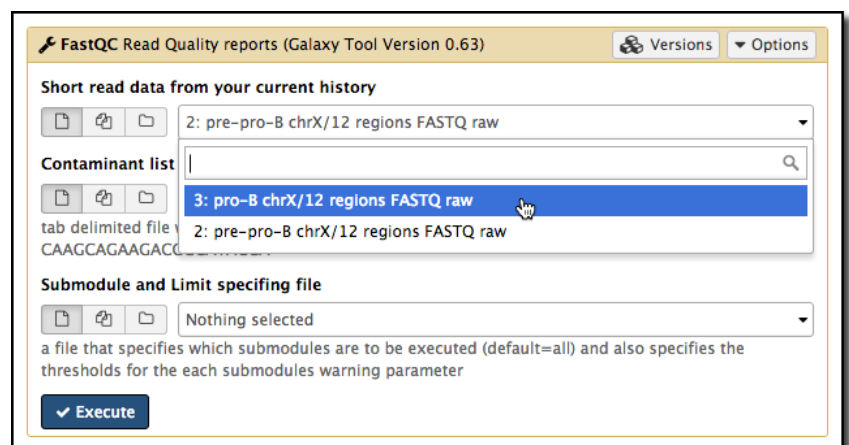 FastQC Read Quality reports (Galaxy Tool Version 0.63) Versions Options
Short read data from your current history
2: pre-pro-B chrX/12 regions FASTQ raw
Contaminant list
3: pro-B chrX/12 regions FASTQ raw
tab delimited file
2: pre-pro-B chrX/12 regions FASTQ raw
Submodule and Limit specifing file
Nothing selected
a file that specifies which submodules are to be executed (default=all) and also specifies the
thresholds for the each submodules warning parameter
Execute